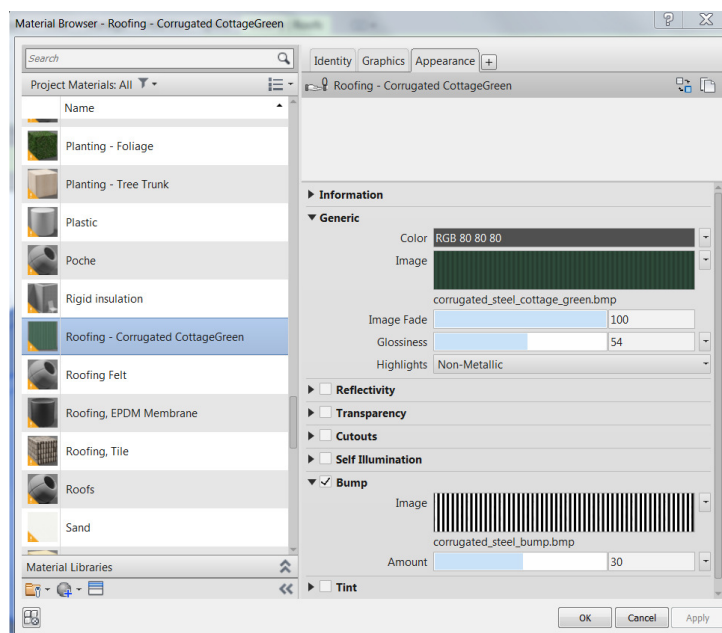 Material Browser - Roofing - Corrugated CottageGreen
Search
Project Materials: All
Name
Planting - Foliage
Planting - Tree Trunk
Plastic
Poche
Rigid insulation
Roofing - Corrugated CottageGreen
Roofing Felt
Roofing, EPDM Membrane
Roofing, Tile
Roofs
Sand
Material Libraries
Identity Graphics Appearance +
Roofing - Corrugated CottageGreen
Information
Generic
Color RGB 80 80 80
Image
corrugated_steel_cottage_green.bmp
Image Fade 100
Glossiness 54
Highlights Non-Metallic
Reflectivity
Transparency
Cutouts
Self Illumination
Bump
Image
corrugated_steel_bump.bmp
Amount 30
Tint
OK Cancel Apply